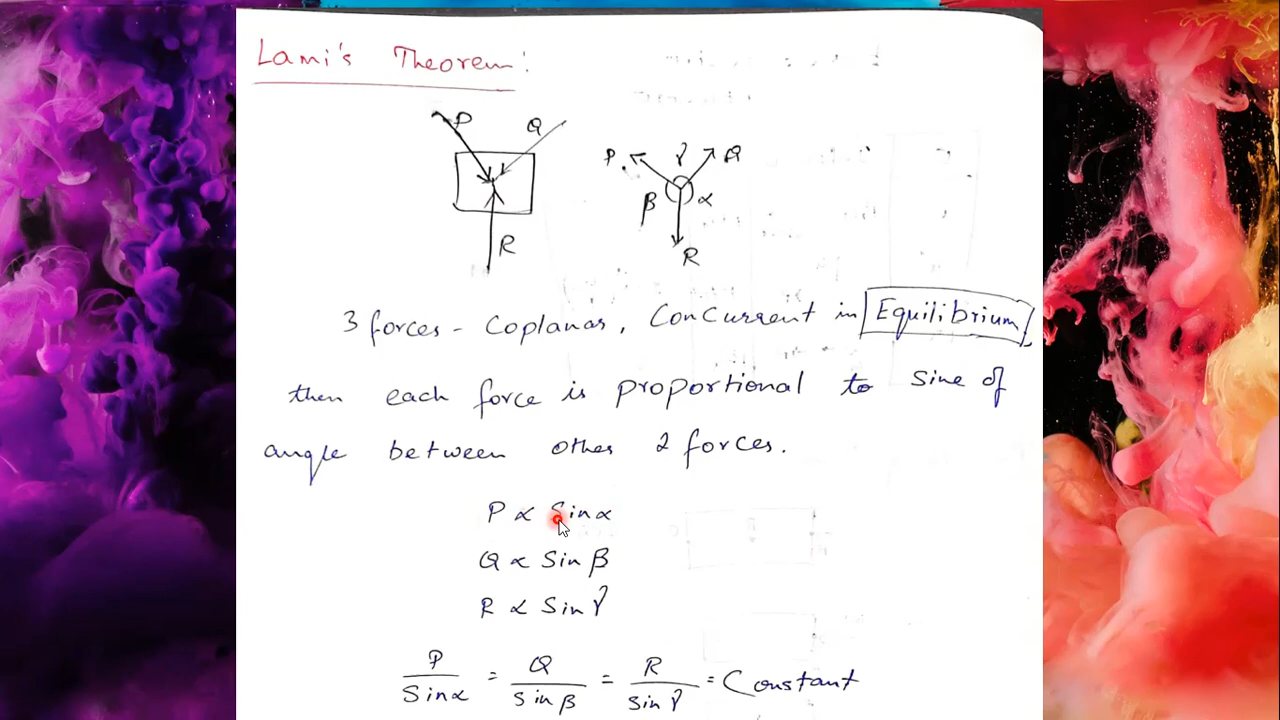 Lami's Theorem:
P Q
R
P γ Q
β α
R
3 forces - Coplanar, Concurrent in Equilibrium,
then each force is proportional to sine of
angle between other 2 forces.
P ∝ Sin α
Q ∝ Sin β
R ∝ Sin γ
P/Sin α = Q/Sin β = R/Sin γ = Constant